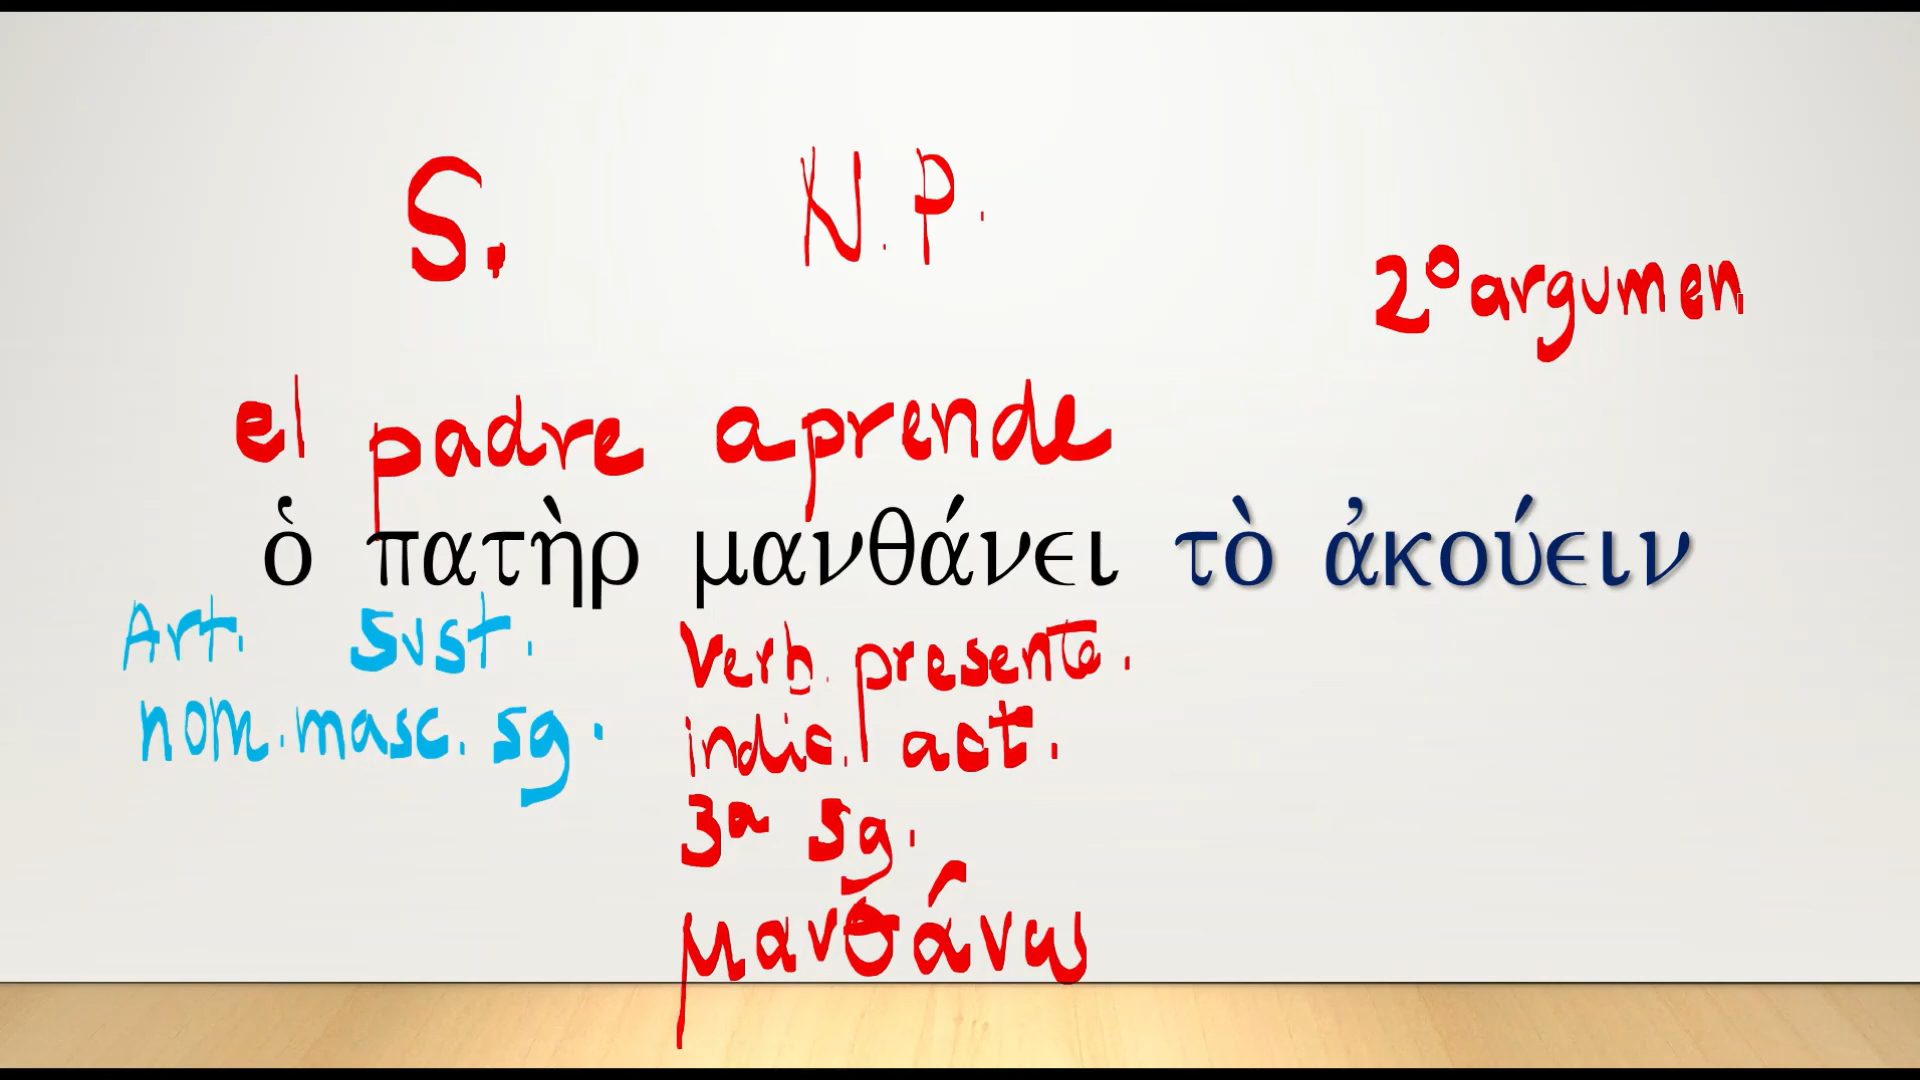 S. N.P.
2º argumen
el padre aprende
ὁ πατὴρ μανθάνει τὸ ἀκούειν
Art. sust. Verb. presente.
nom. masc. sg. indic. act.
3ª sg.
μανθάνω